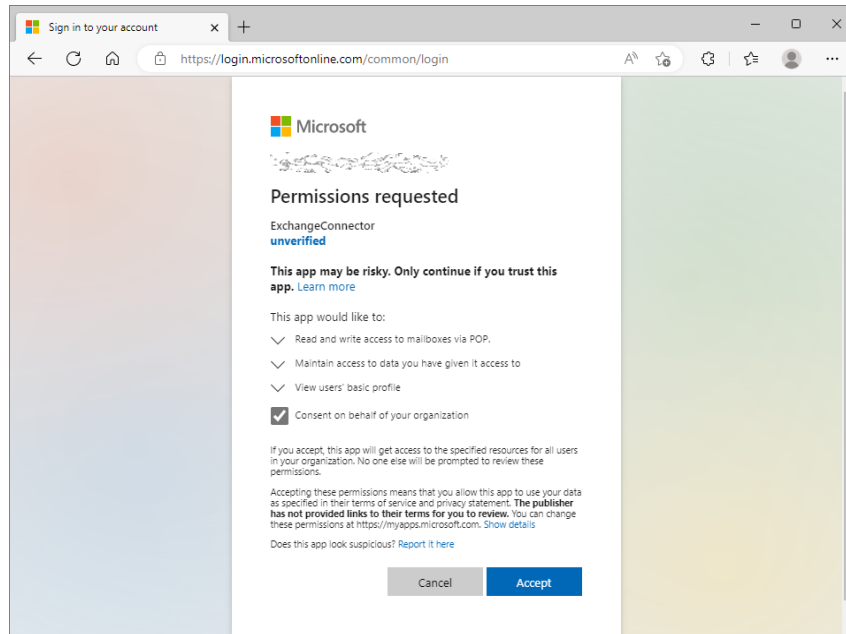 Sign in to your account
https://login.microsoftonline.com/common/login
Microsoft
Permissions requested
ExchangeConnector
unverified
This app may be risky. Only continue if you trust this
app. Learn more
This app would like to:
Read and write access to mailboxes via POP.
Maintain access to data you have given it access to
View users' basic profile
Consent on behalf of your organization
If you accept, this app will get access to the specified resources for all users
in your organization. No one else will be prompted to review these
permissions.
Accepting these permissions means that you allow this app to use your data
as specified in their terms of service and privacy statement. The publisher
has not provided links to their terms for you to review. You can change
these permissions at https://myapps.microsoft.com. Show details
Does this app look suspicious? Report it here
Cancel
Accept